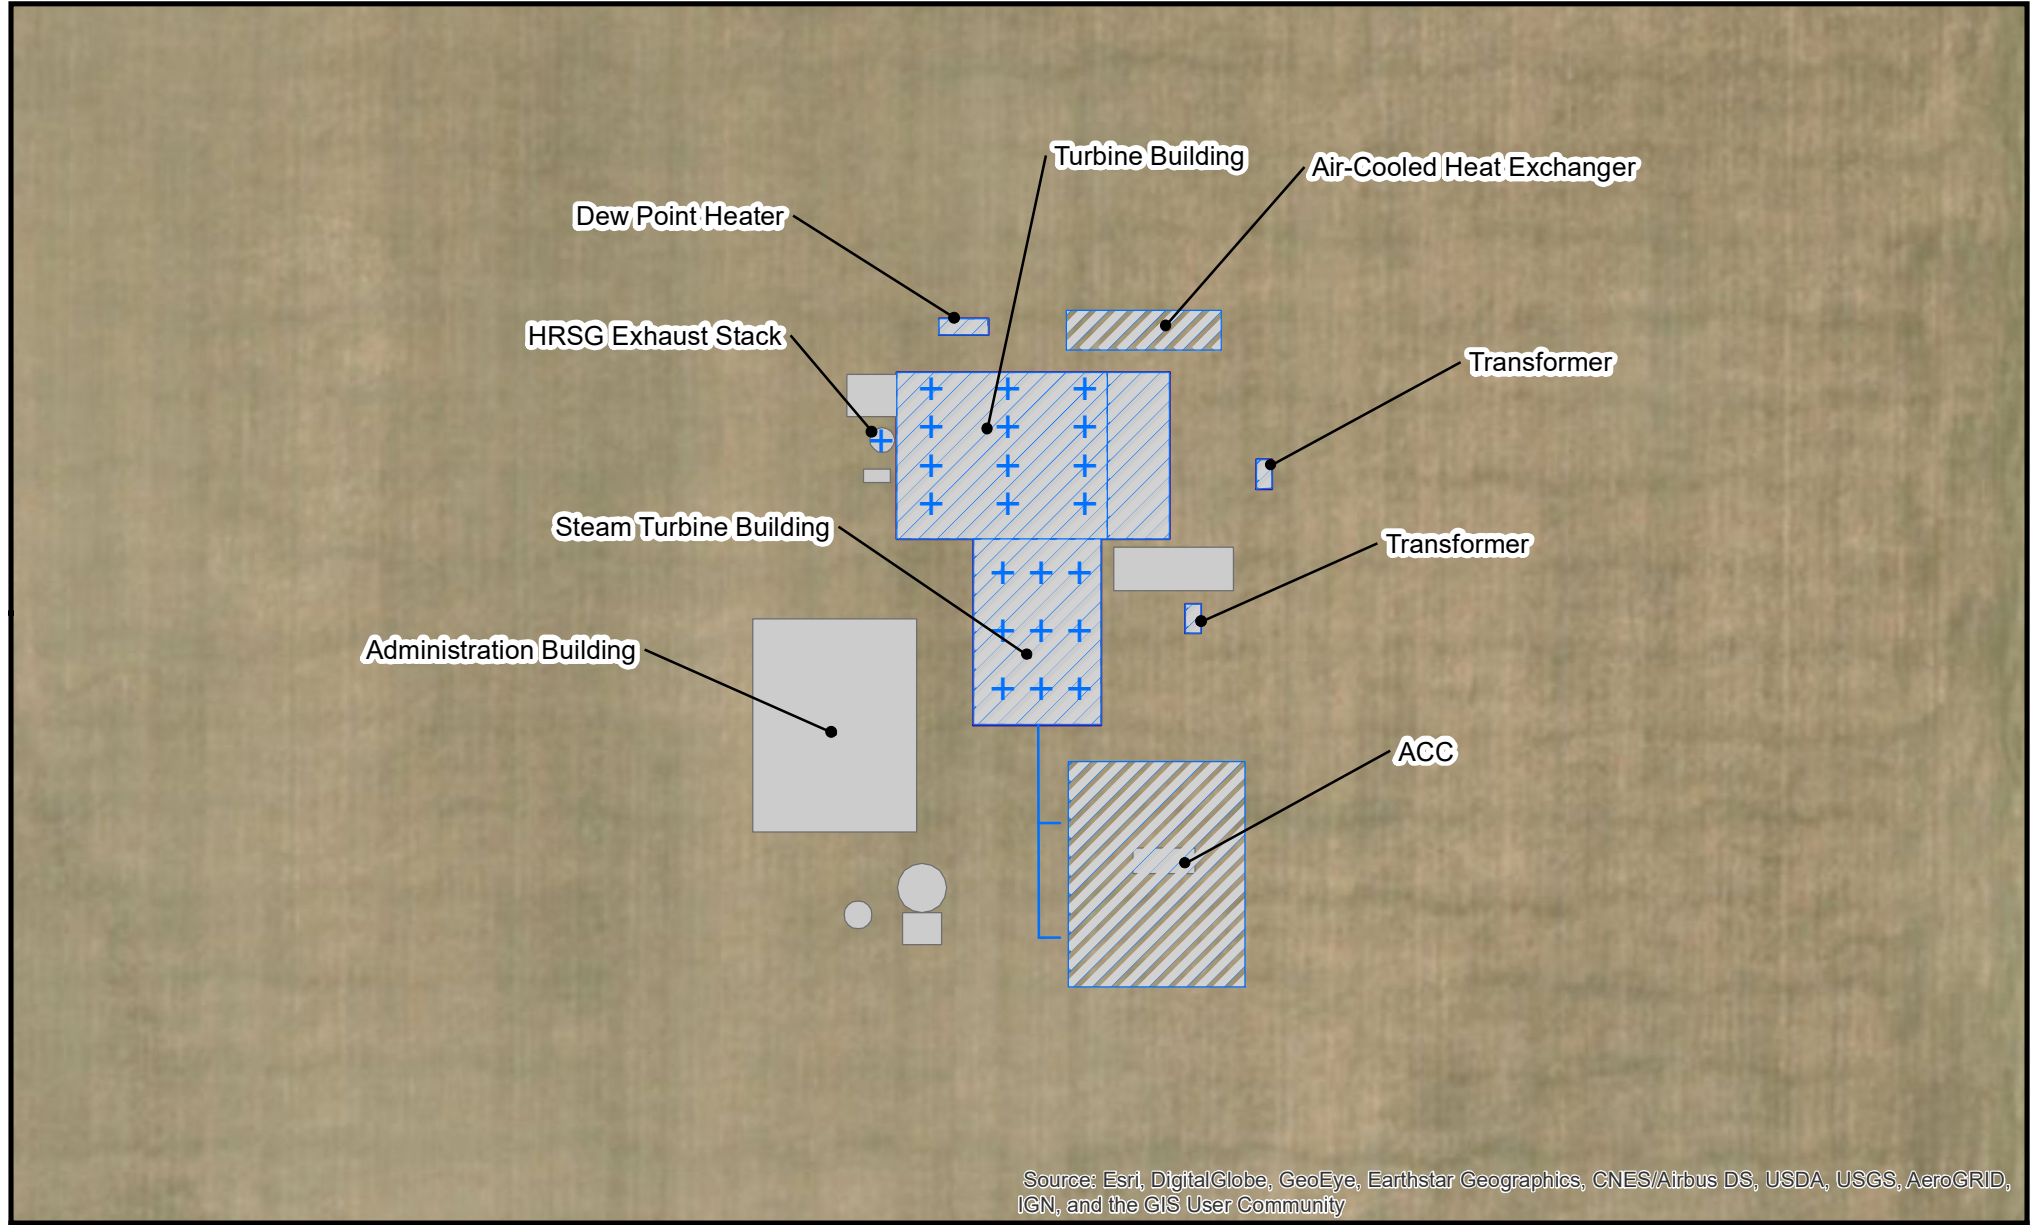 Turbine Building
Air-Cooled Heat Exchanger
Dew Point Heater
HRSG Exhaust Stack
Transformer
Steam Turbine Building
Transformer
Administration Building
ACC
Source: Esri, DigitalGlobe, GeoEye, Earthstar Geographics, CNES/Airbus DS, USDA, USGS, AeroGRID,
IGN, and the GIS User Community